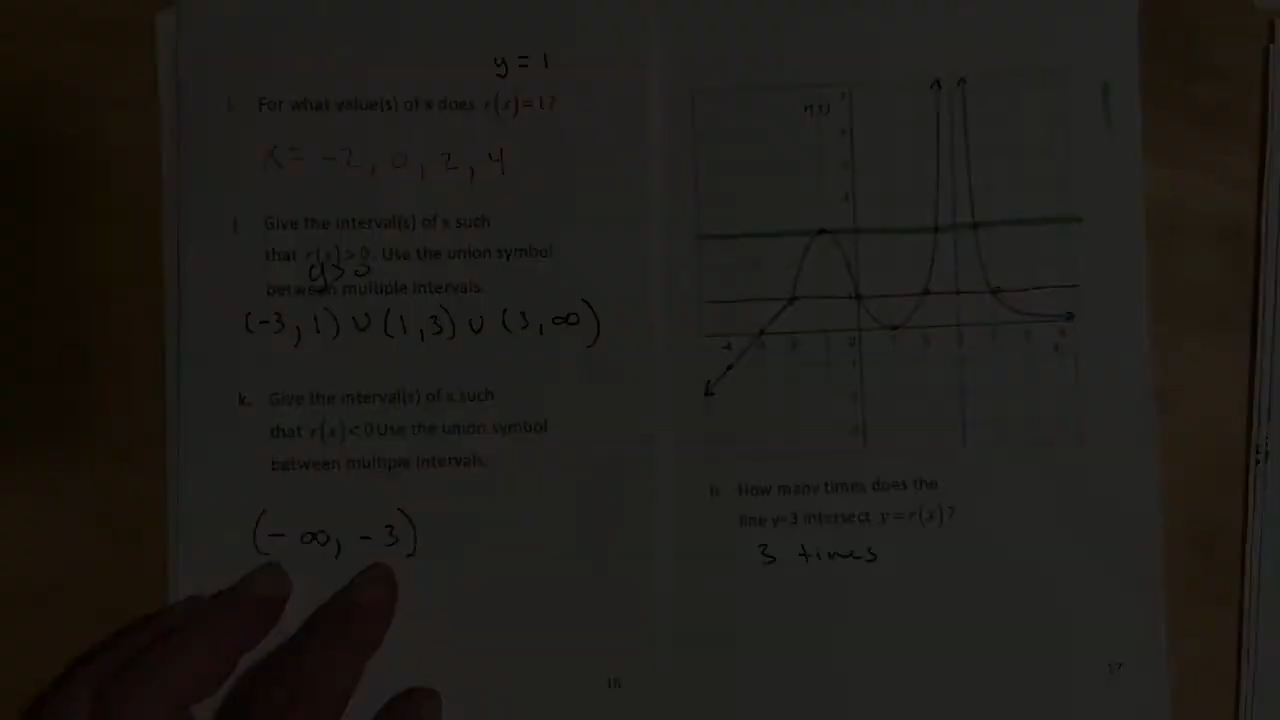 y = 1
i. For what value(s) of x does r(x)=1?
x = -2, 0, 2, 4
j. Give the interval(s) of x such
that r(x)>0. Use the union symbol
y>0
between multiple intervals.
(-3, 1) ∪ (1, 3) ∪ (3, ∞)
k. Give the interval(s) of x such
that r(x)<0 Use the union symbol
between multiple intervals.
(-∞, -3)
16
r(x)
h. How many times does the
line y=3 intersect y=r(x)?
3 times
17